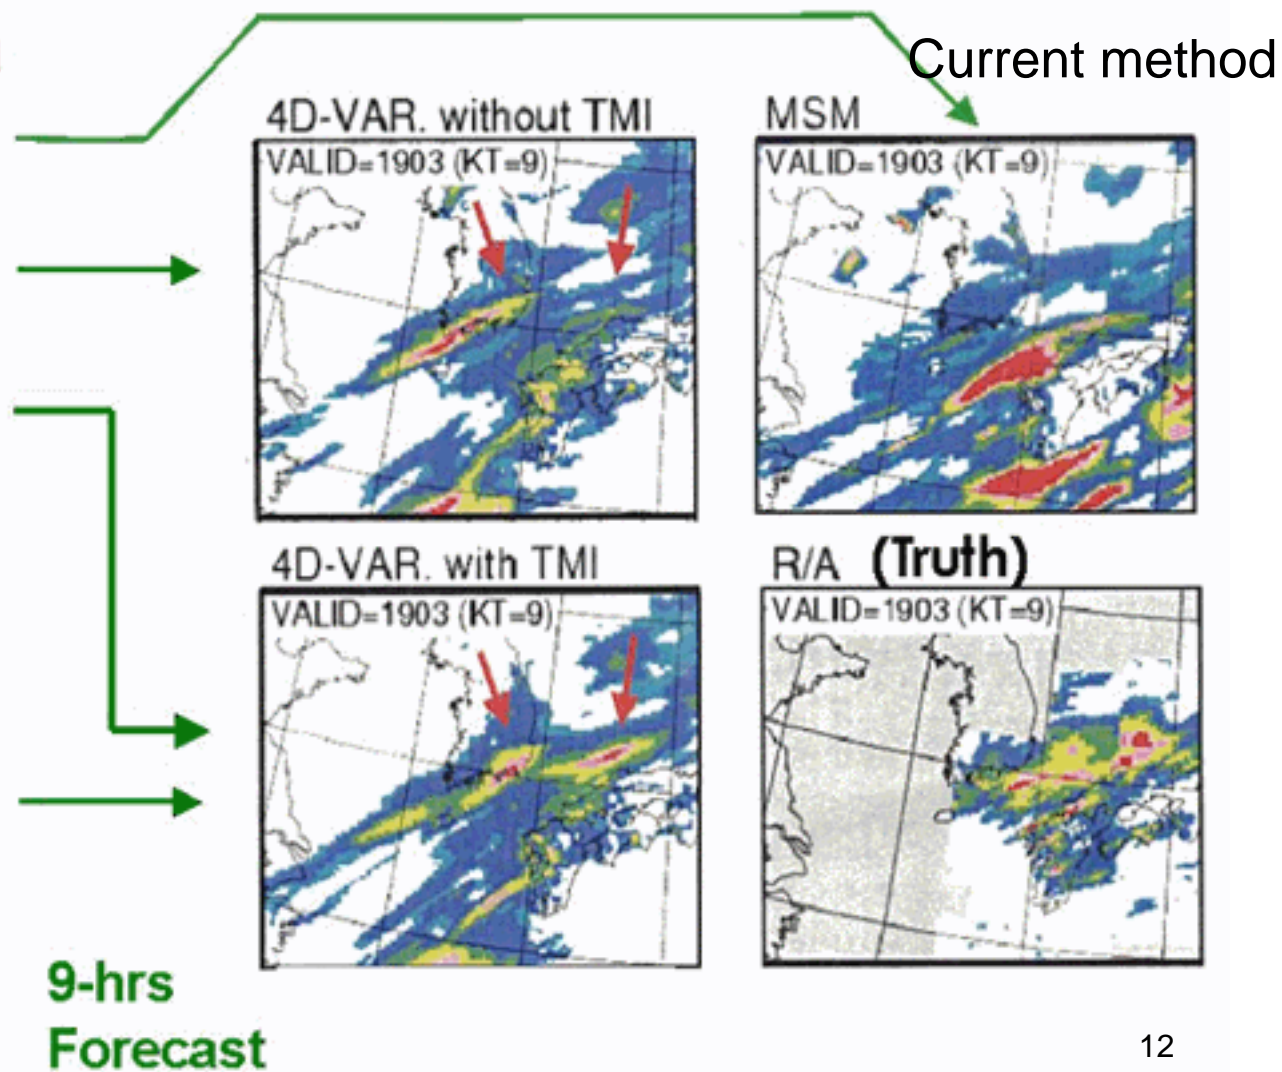 Current method
4D-VAR. without TMI
MSM
VALID=1903 (KT=9)
VALID=1903 (KT=9)
4D-VAR. with TMI
R/A (Truth)
VALID=1903 (KT=9)
VALID=1903 (KT=9)
9-hrs
Forecast
12